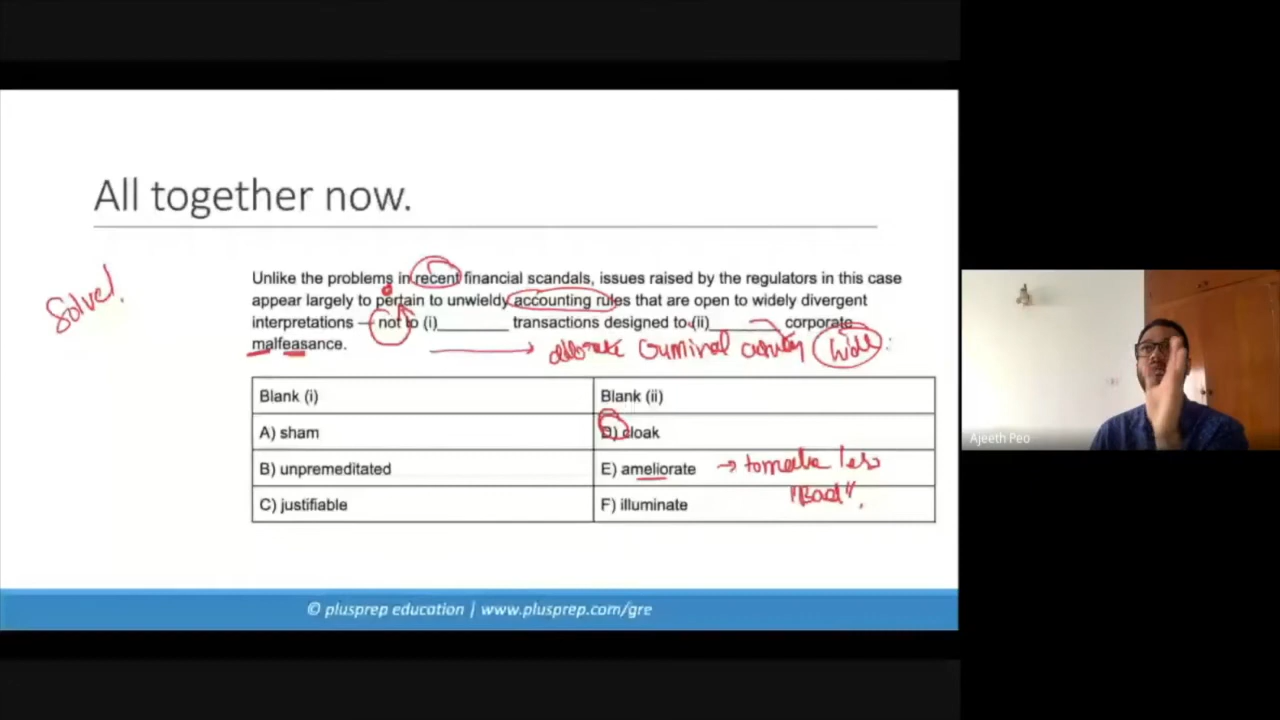 All together now.
Solve!
Unlike the problems in recent financial scandals, issues raised by the regulators in this case
appear largely to pertain to unwieldy accounting rules that are open to widely divergent
interpretations — not to (i)________ transactions designed to (ii)________ corporate
malfeasance.
criminal
Blank (i) Blank (ii)
A) sham D) cloak
B) unpremeditated E) ameliorate → to make less
"Bad".
C) justifiable F) illuminate
Ajeeth Peo
© plusprep education | www.plusprep.com/gre